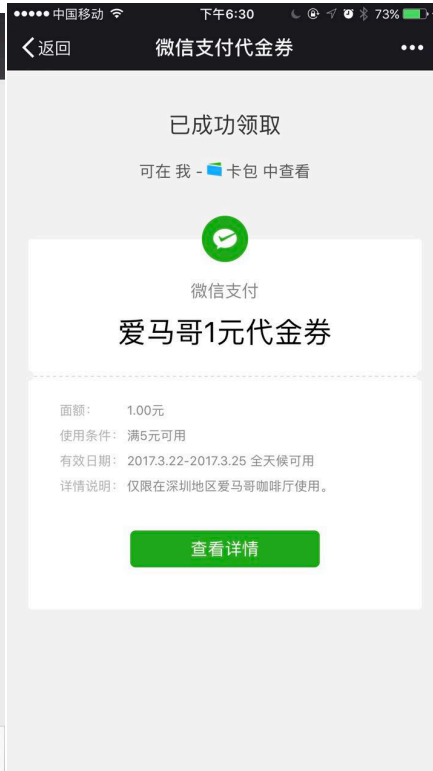 中国移动 下午6:30 73%
返回 微信支付代金券
已成功领取
可在 我 - 卡包 中查看
微信支付
爱马哥1元代金券
面额： 1.00元
使用条件： 满5元可用
有效日期： 2017.3.22-2017.3.25 全天候可用
详情说明： 仅限在深圳地区爱马哥咖啡厅使用。
查看详情